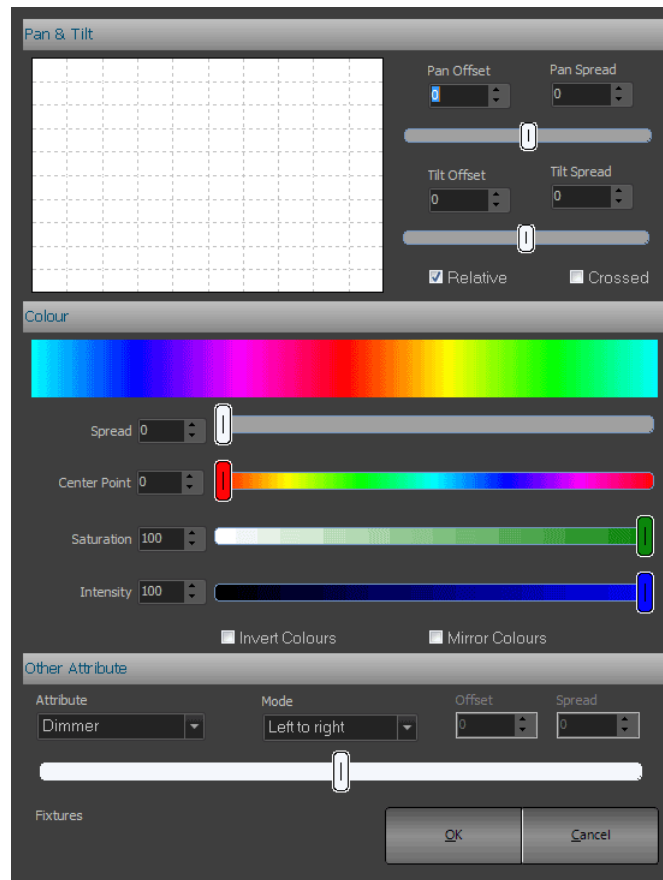 Pan & Tilt
Pan Offset Pan Spread
0 0
Tilt Offset Tilt Spread
0 0
Relative Crossed
Colour
Spread 0
Center Point 0
Saturation 100
Intensity 100
Invert Colours Mirror Colours
Other Attribute
Attribute Mode Offset Spread
Dimmer Left to right 0 0
Fixtures
OK Cancel